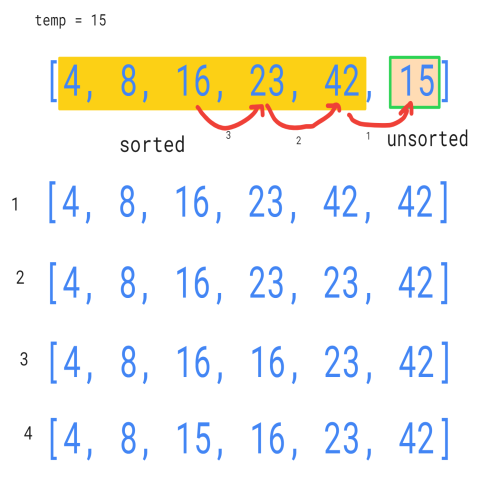 temp = 15
[4, 8, 16, 23, 42, 15]
3 2 1
sorted unsorted
1 [4, 8, 16, 23, 42, 42]
2 [4, 8, 16, 23, 23, 42]
3 [4, 8, 16, 16, 23, 42]
4 [4, 8, 15, 16, 23, 42]